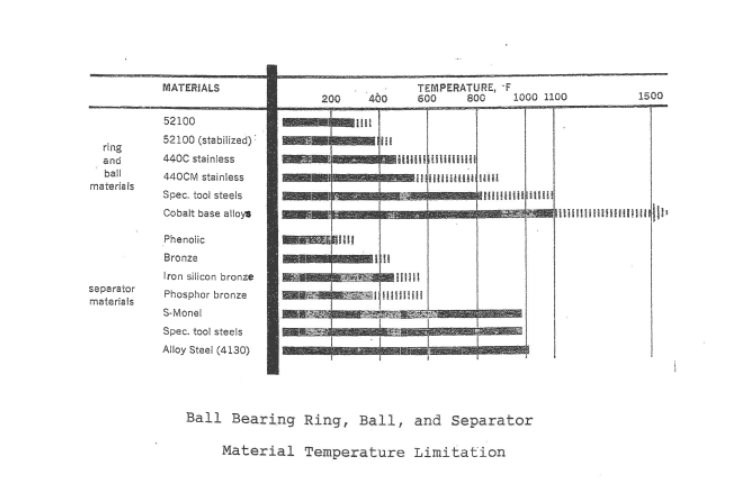 MATERIALS TEMPERATURE, °F
200 400 600 800 1000 1100 1500
ring
and
ball
materials
52100
52100 (stabilized)
440C stainless
440CM stainless
Spec. tool steels
Cobalt base alloys
separator
materials
Phenolic
Bronze
Iron silicon bronze
Phosphor bronze
S-Monel
Spec. tool steels
Alloy Steel (4130)
Ball Bearing Ring, Ball, and Separator
Material Temperature Limitation